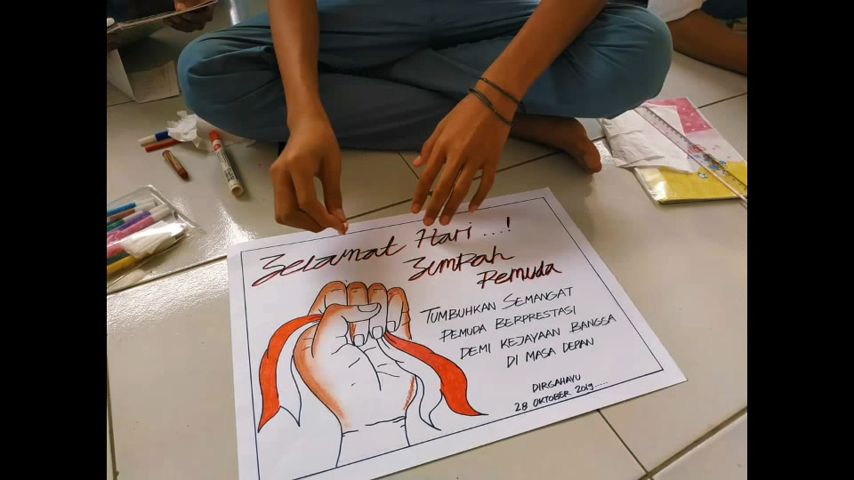 Selamat Hari ...!
Sumpah
Pemuda
TUMBUHKAN SEMANGAT
PEMUDA BERPRESTASI
DEMI KEJAYAAN BANGSA
DI MASA DEPAN
DIRGAHAYU
28 OKTOBER 2019.....